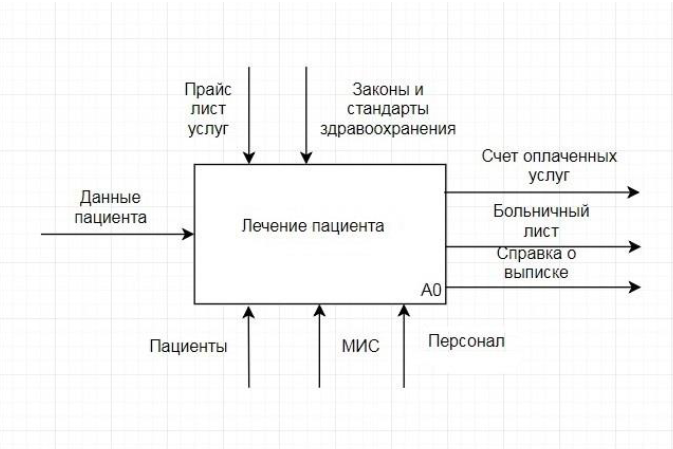 Прайс
лист
услуг
Законы и
стандарты
здравоохранения
Счет оплаченных
услуг
Данные
пациента
Лечение пациента
Больничный
лист
Справка о
выписке
A0
Пациенты
МИС
Персонал